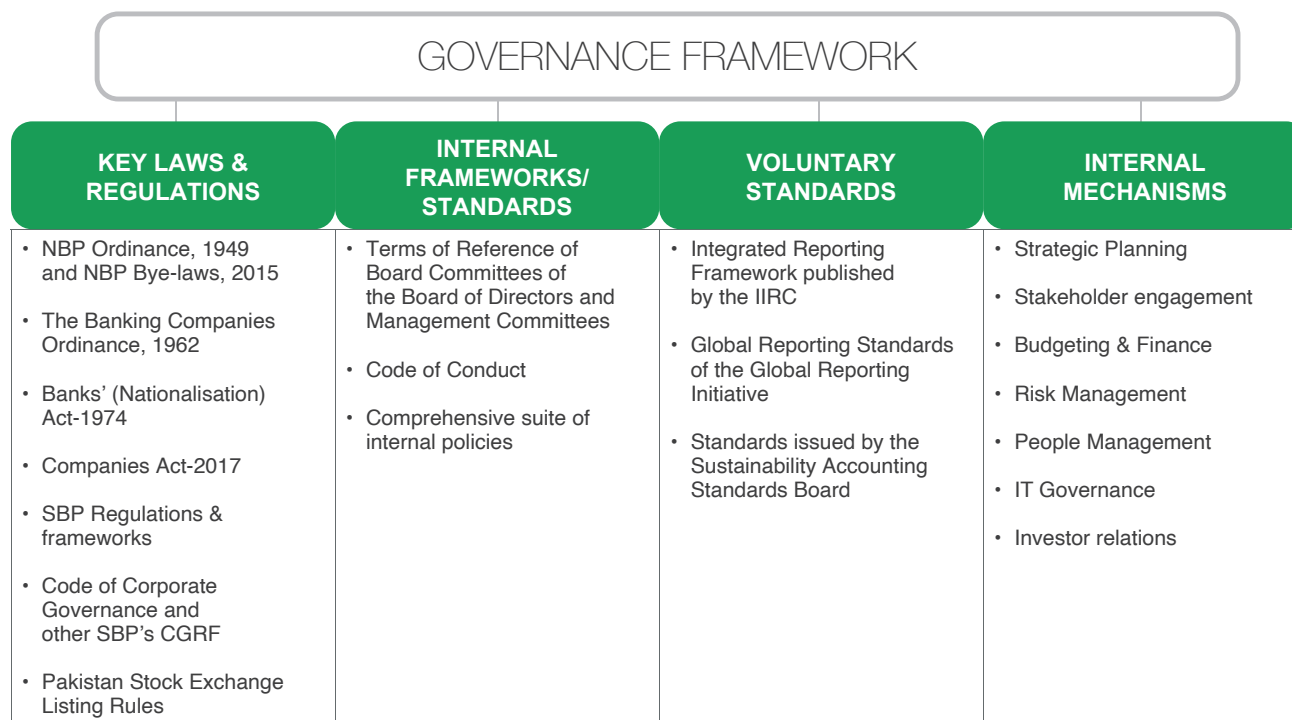 GOVERNANCE FRAMEWORK
KEY LAWS &
REGULATIONS
• NBP Ordinance, 1949
and NBP Bye-laws, 2015
• The Banking Companies
Ordinance, 1962
• Banks’ (Nationalisation)
Act-1974
• Companies Act-2017
• SBP Regulations &
frameworks
• Code of Corporate
Governance and
other SBP’s CGRF
• Pakistan Stock Exchange
Listing Rules
INTERNAL
FRAMEWORKS/
STANDARDS
• Terms of Reference of
Board Committees of
the Board of Directors and
Management Committees
• Code of Conduct
• Comprehensive suite of
internal policies
VOLUNTARY
STANDARDS
• Integrated Reporting
Framework published
by the IIRC
• Global Reporting Standards
of the Global Reporting
Initiative
• Standards issued by the
Sustainability Accounting
Standards Board
INTERNAL
MECHANISMS
• Strategic Planning
• Stakeholder engagement
• Budgeting & Finance
• Risk Management
• People Management
• IT Governance
• Investor relations